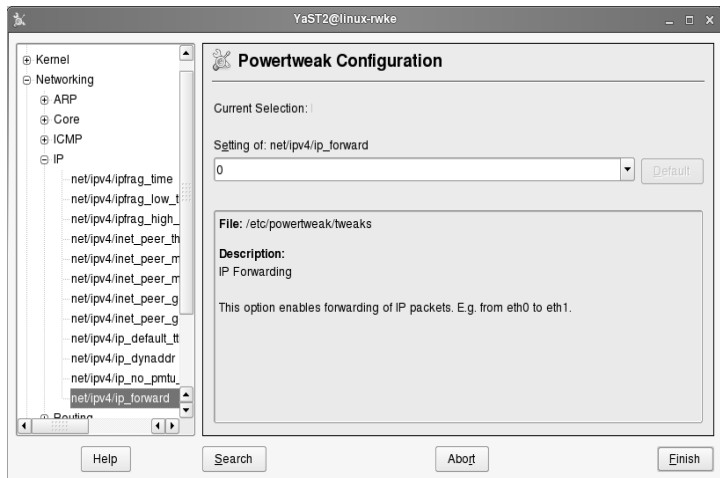 YaST2@linux-rwke
Kernel
Networking
ARP
Core
ICMP
IP
net/ipv4/ipfrag_time
net/ipv4/ipfrag_low_t
net/ipv4/ipfrag_high_
net/ipv4/inet_peer_th
net/ipv4/inet_peer_m
net/ipv4/inet_peer_m
net/ipv4/inet_peer_g
net/ipv4/inet_peer_g
net/ipv4/ip_default_tt
net/ipv4/ip_dynaddr
net/ipv4/ip_no_pmtu_
net/ipv4/ip_forward
Routing
Powertweak Configuration
Current Selection:
Setting of: net/ipv4/ip_forward
0
Default
File: /etc/powertweak/tweaks
Description:
IP Forwarding
This option enables forwarding of IP packets. E.g. from eth0 to eth1.
Help
Search
Abort
Finish